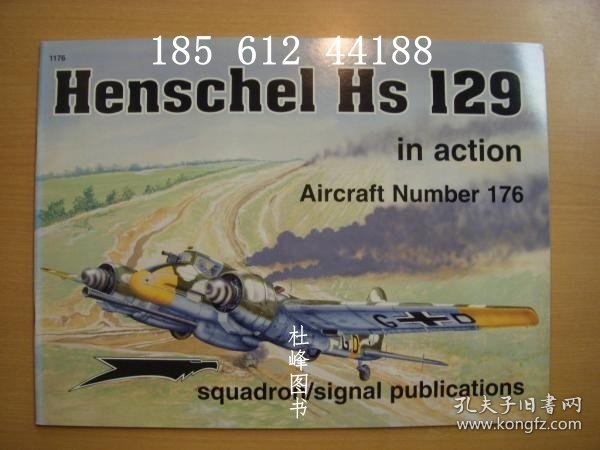 185 612 44188
1176
Henschel Hs 129
in action
Aircraft Number 176
G D
杜峰图书
squadron/signal publications
孔夫子旧书网
www.kongfz.com